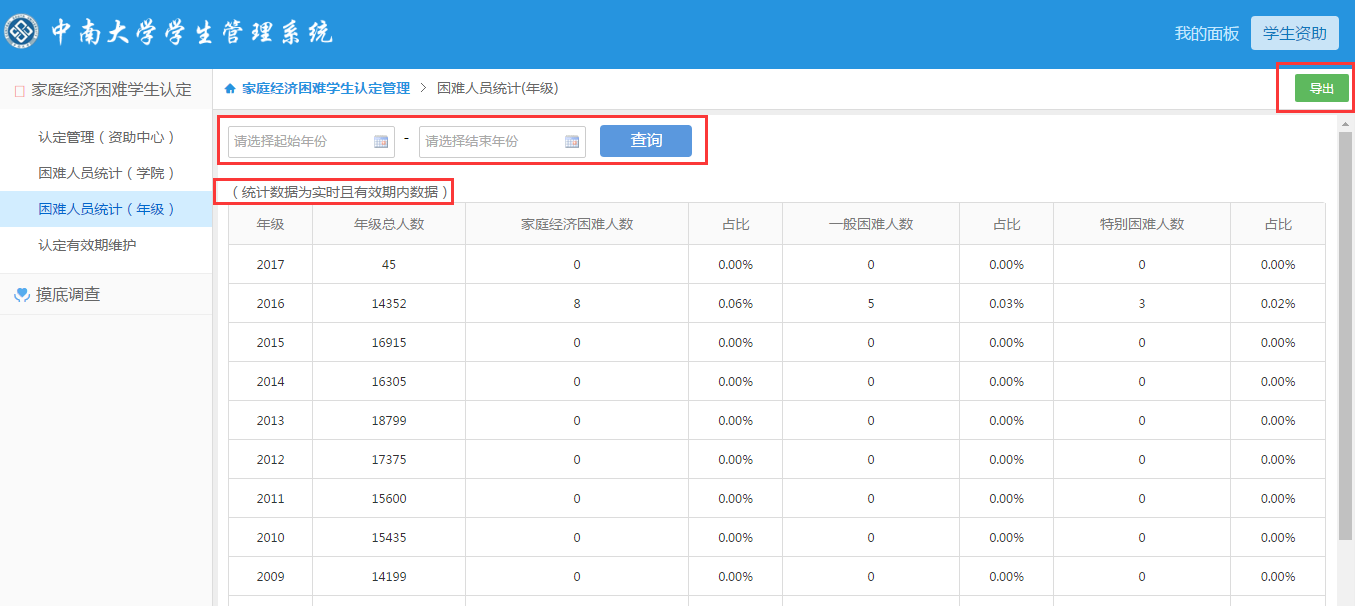 中南大学学生管理系统
我的面板 学生资助
家庭经济困难学生认定
家庭经济困难学生认定管理 > 困难人员统计(年级)
导出
认定管理（资助中心）
困难人员统计（学院）
困难人员统计（年级）
认定有效期维护
摸底调查
请选择起始年份 - 请选择结束年份 查询
（统计数据为实时且有效期内数据）
年级 年级总人数 家庭经济困难人数 占比 一般困难人数 占比 特别困难人数 占比
2017 45 0 0.00% 0 0.00% 0 0.00%
2016 14352 8 0.06% 5 0.03% 3 0.02%
2015 16915 0 0.00% 0 0.00% 0 0.00%
2014 16305 0 0.00% 0 0.00% 0 0.00%
2013 18799 0 0.00% 0 0.00% 0 0.00%
2012 17375 0 0.00% 0 0.00% 0 0.00%
2011 15600 0 0.00% 0 0.00% 0 0.00%
2010 15435 0 0.00% 0 0.00% 0 0.00%
2009 14199 0 0.00% 0 0.00% 0 0.00%